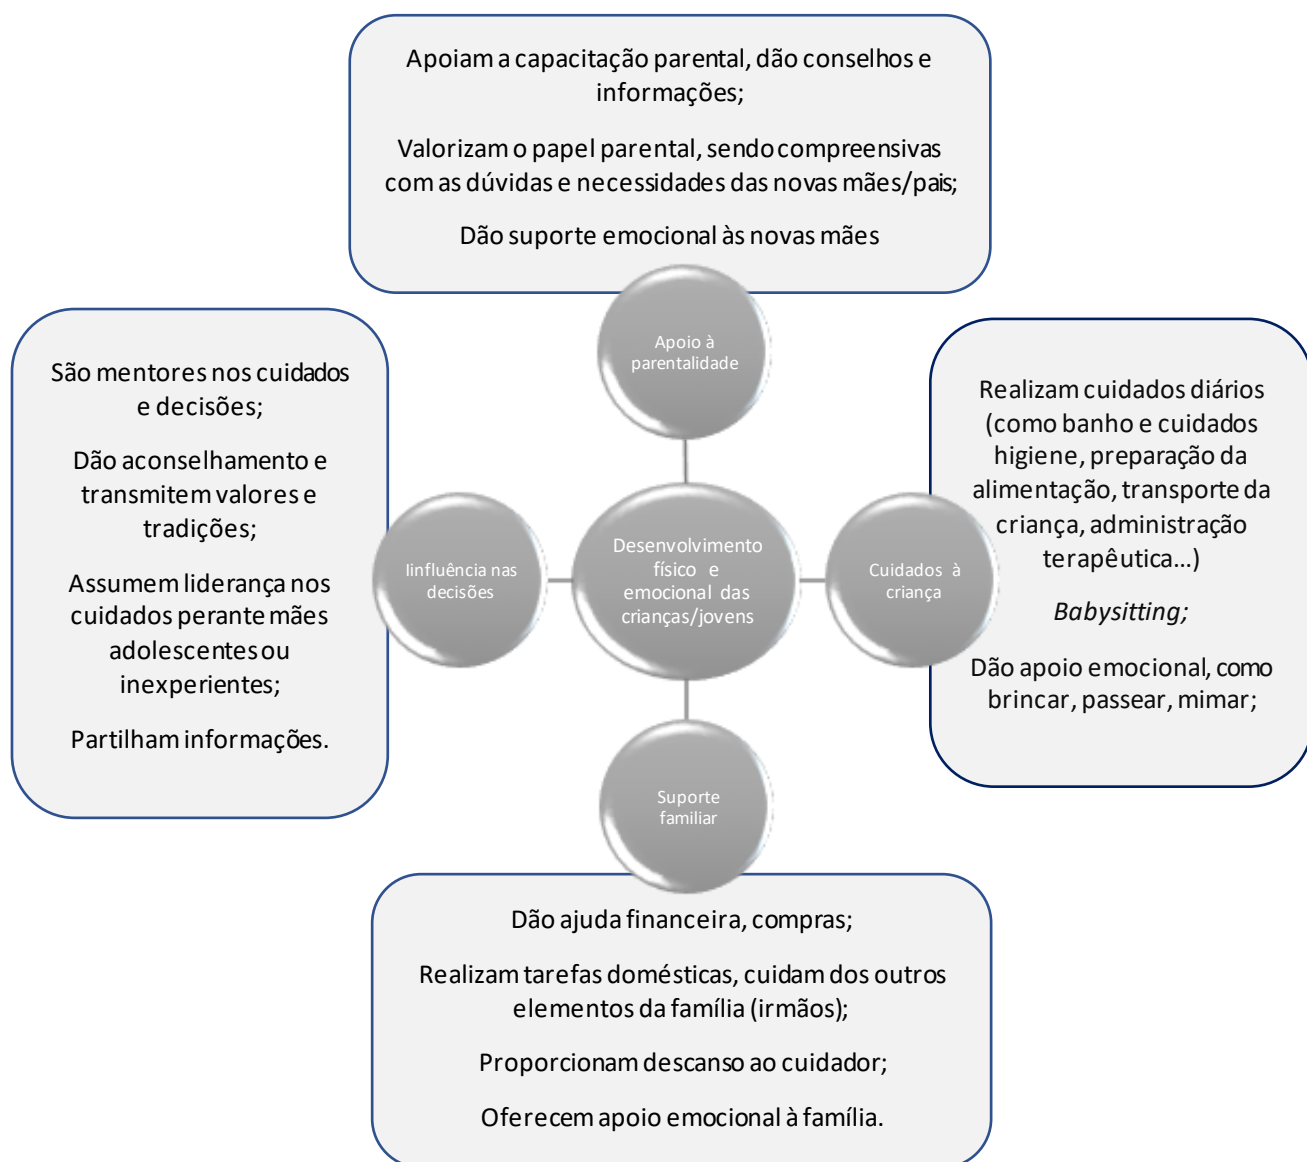 Apoiam a capacitação parental, dão conselhos e
informações;
Valorizam o papel parental, sendo compreensivas
com as dúvidas e necessidades das novas mães/pais;
Dão suporte emocional às novas mães
Apoio à
parentalidade
São mentores nos cuidados
e decisões;
Dão aconselhamento e
transmitem valores e
tradições;
Assumem liderança nos
cuidados perante mães
adolescentes ou
inexperientes;
Partilham informações.
Iinfluência nas
decisões
Desenvolvimento
físico e
emocional das
crianças/jovens
Cuidados à
criança
Realizam cuidados diários
(como banho e cuidados
higiene, preparação da
alimentação, transporte da
criança, administração
terapêutica...)
Babysitting;
Dão apoio emocional, como
brincar, passear, mimar;
Suporte
familiar
Dão ajuda financeira, compras;
Realizam tarefas domésticas, cuidam dos outros
elementos da família (irmãos);
Proporcionam descanso ao cuidador;
Oferecem apoio emocional à família.